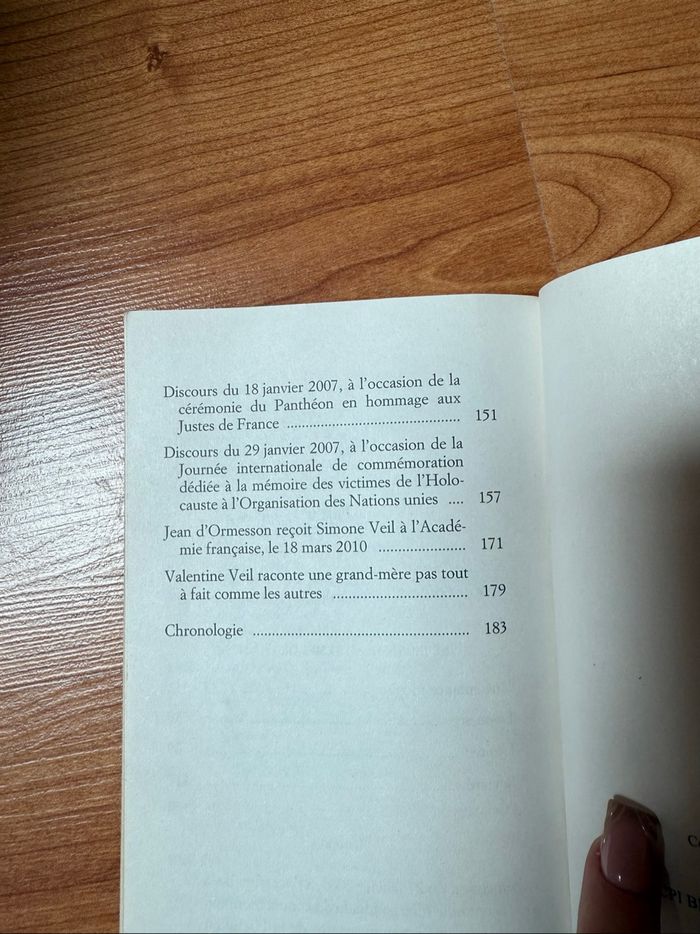 Discours du 18 janvier 2007, à l'occasion de la
cérémonie du Panthéon en hommage aux
Justes de France ............................................ 151
Discours du 29 janvier 2007, à l'occasion de la
Journée internationale de commémoration
dédiée à la mémoire des victimes de l'Holo-
causte à l'Organisation des Nations unies .... 157
Jean d'Ormesson reçoit Simone Veil à l'Acadé-
mie française, le 18 mars 2010 ...................... 171
Valentine Veil raconte une grand-mère pas tout
à fait comme les autres .................................. 179
Chronologie ...................................................... 183
CPI B